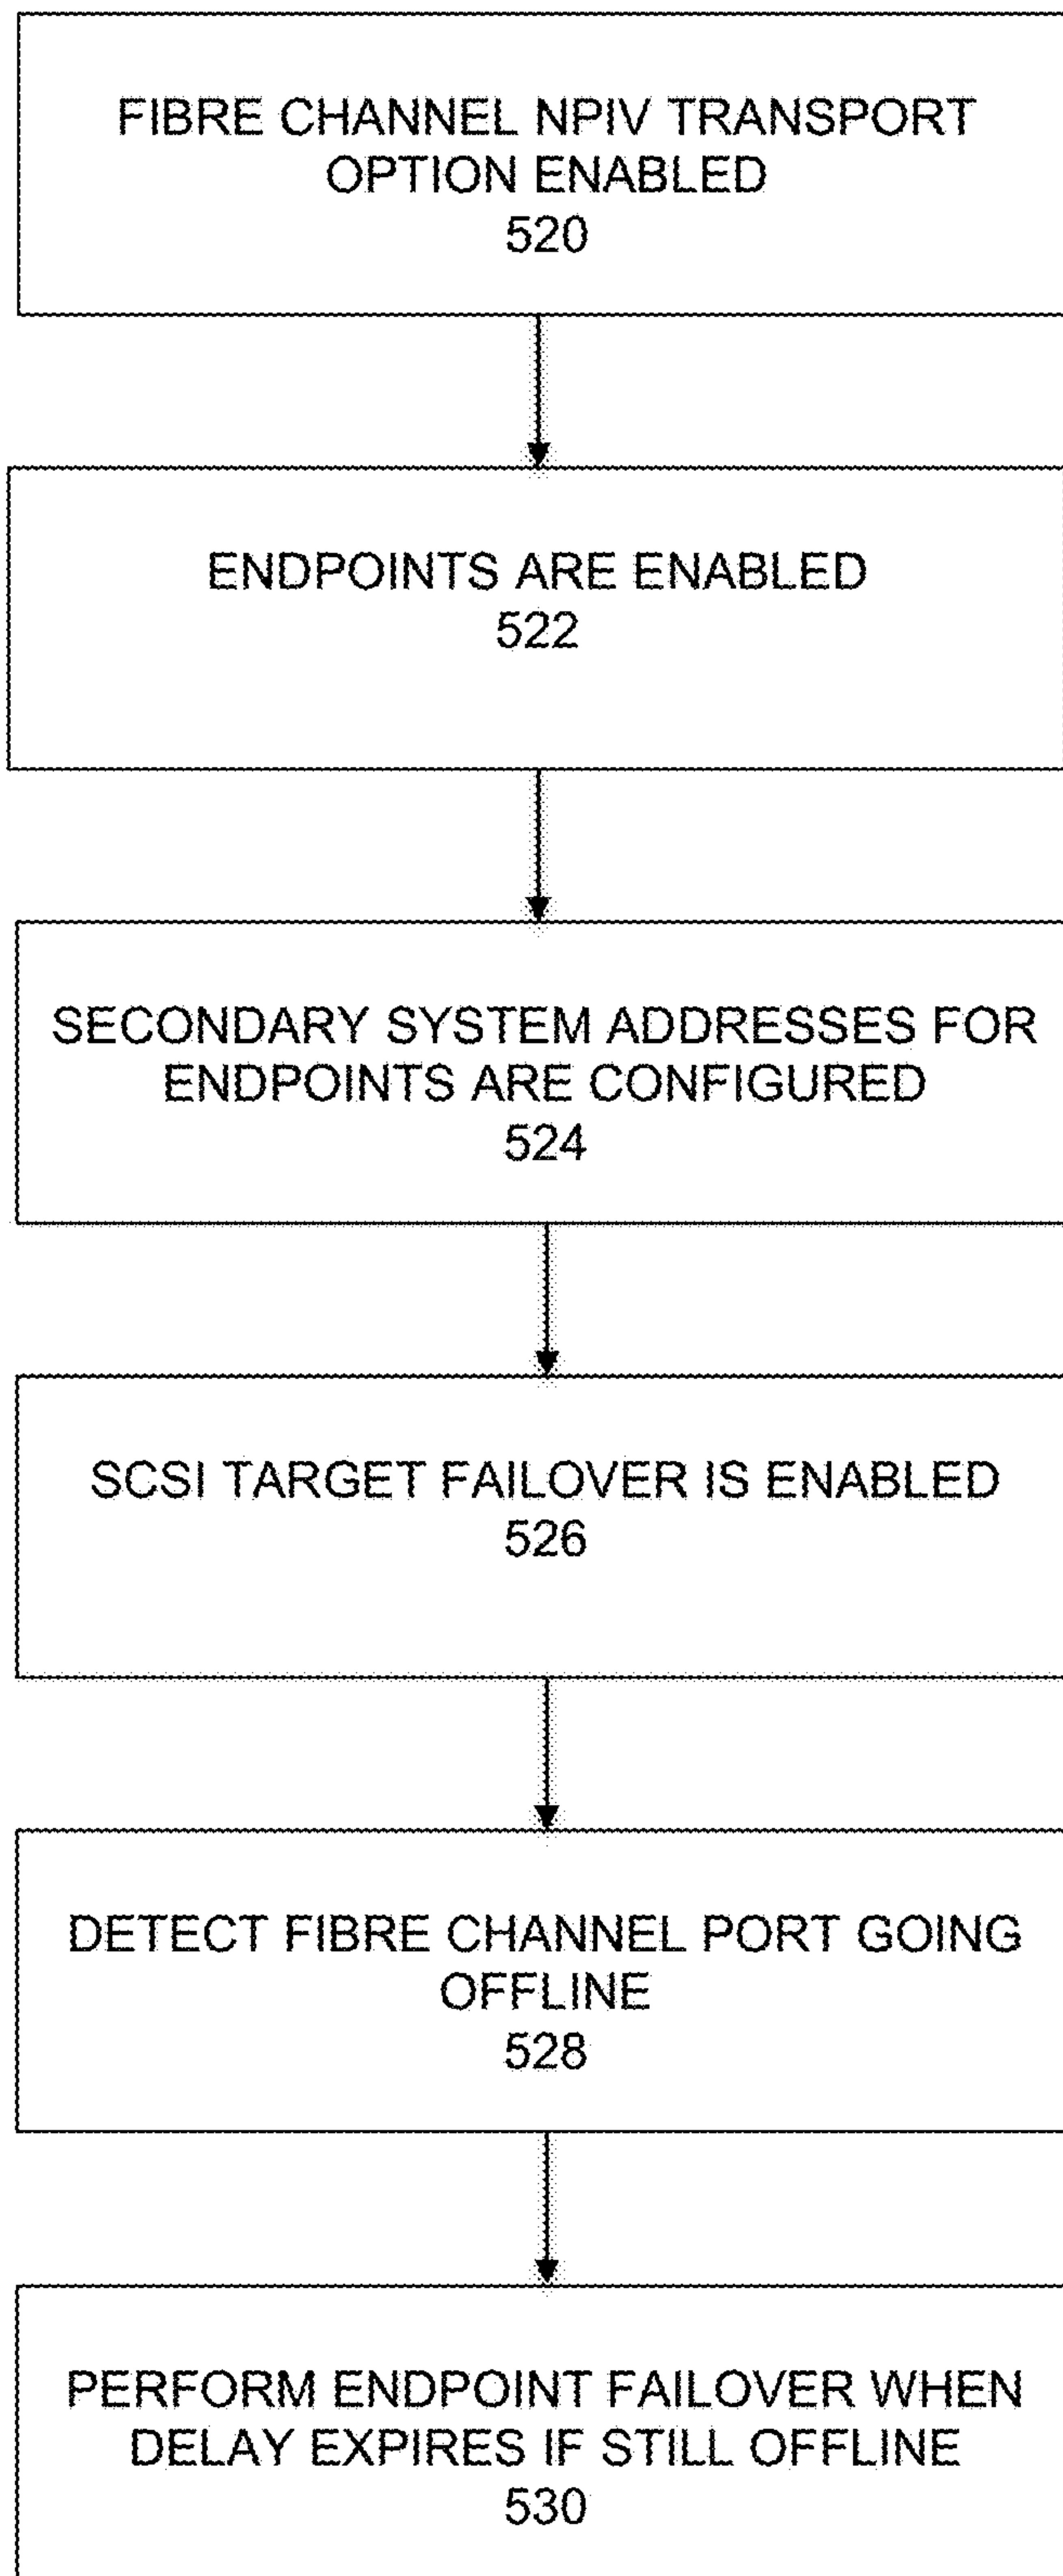 FIBRE CHANNEL NPIV TRANSPORT
OPTION ENABLED
520
ENDPOINTS ARE ENABLED
522
SECONDARY SYSTEM ADDRESSES FOR
ENDPOINTS ARE CONFIGURED
524
SCSI TARGET FAILOVER IS ENABLED
526
DETECT FIBRE CHANNEL PORT GOING
OFFLINE
528
PERFORM ENDPOINT FAILOVER WHEN
DELAY EXPIRES IF STILL OFFLINE
530